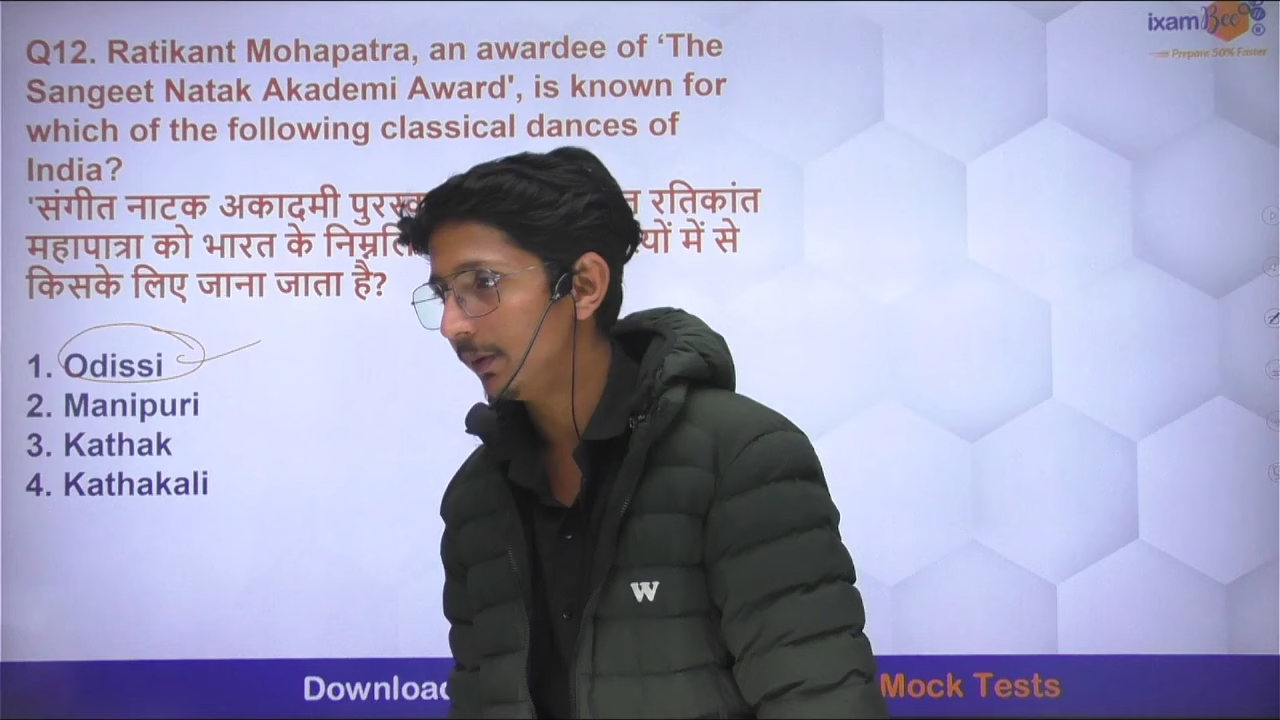 ixamBee
Prepare 50% Faster
Q12. Ratikant Mohapatra, an awardee of ‘The
Sangeet Natak Akademi Award', is known for
which of the following classical dances of
India?
'संगीत नाटक अकादमी रतिकांत
महापात्रा को भारत के में से
किसके लिए जाना जाता है?
1. Odissi
2. Manipuri
3. Kathak
4. Kathakali
W
Download Mock Tests